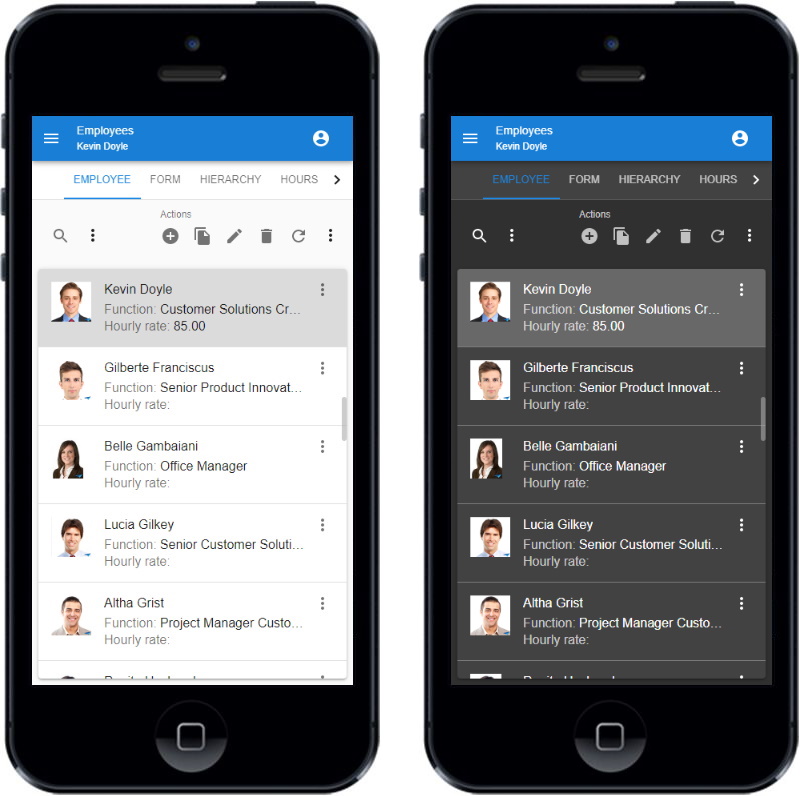 Employees
Kevin Doyle
EMPLOYEE FORM HIERARCHY HOURS
Actions
Kevin Doyle
Function: Customer Solutions Cr...
Hourly rate: 85.00
Gilberte Franciscus
Function: Senior Product Innovat...
Hourly rate:
Belle Gambaiani
Function: Office Manager
Hourly rate:
Lucia Gilkey
Function: Senior Customer Soluti...
Hourly rate:
Altha Grist
Function: Project Manager Custo...
Hourly rate:
Employees
Kevin Doyle
EMPLOYEE FORM HIERARCHY HOURS
Actions
Kevin Doyle
Function: Customer Solutions Cr...
Hourly rate: 85.00
Gilberte Franciscus
Function: Senior Product Innovat...
Hourly rate:
Belle Gambaiani
Function: Office Manager
Hourly rate:
Lucia Gilkey
Function: Senior Customer Soluti...
Hourly rate:
Altha Grist
Function: Project Manager Custo...
Hourly rate: